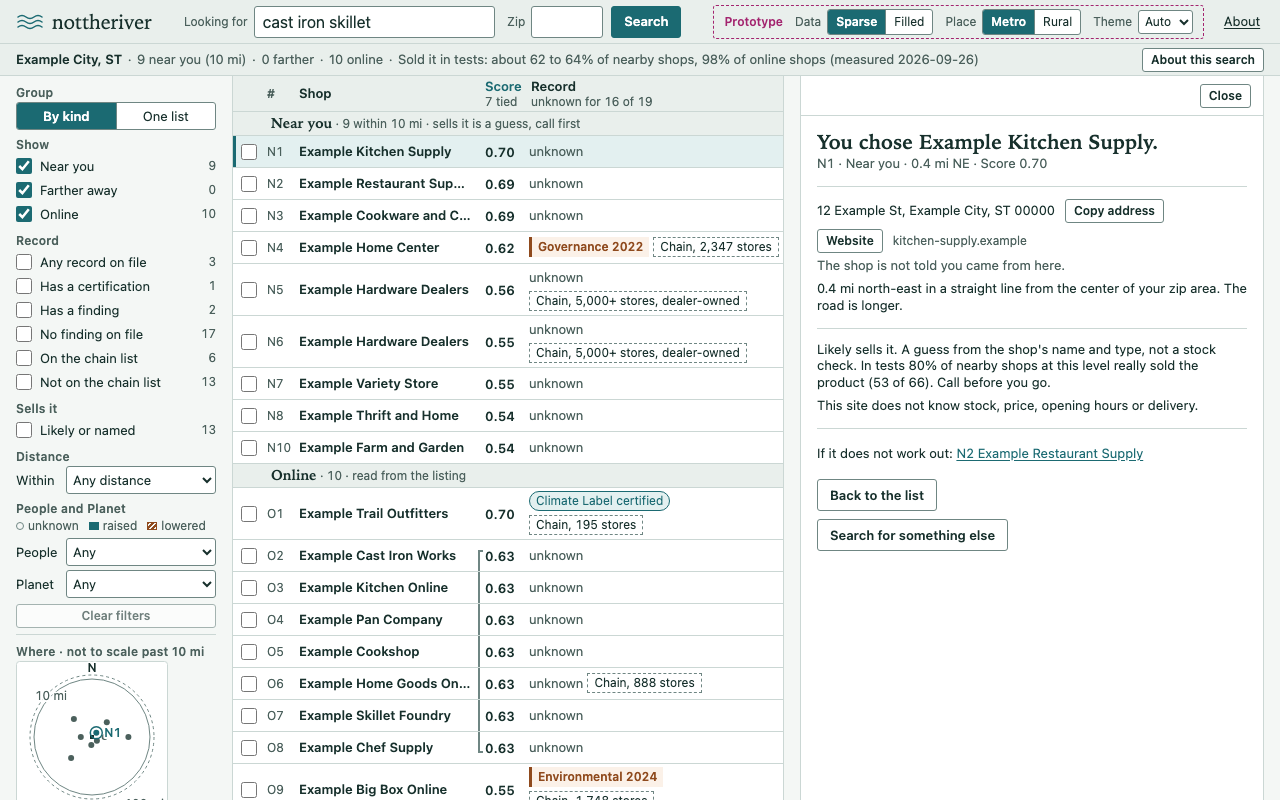 nottheriver
Looking for cast iron skillet Zip Search
Prototype Data Sparse Filled Place Metro Rural Theme Auto About
Example City, ST · 9 near you (10 mi) · 0 farther · 10 online · Sold it in tests: about 62 to 64% of nearby shops, 98% of online shops (measured 2026-09-26) About this search
Group
By kind One list
Show
Near you 9
Farther away 0
Online 10
Record
Any record on file 3
Has a certification 1
Has a finding 2
No finding on file 17
On the chain list 6
Not on the chain list 13
Sells it
Likely or named 13
Distance
Within Any distance
People and Planet
unknown raised lowered
People Any
Planet Any
Clear filters
Where · not to scale past 10 mi
N
10 mi
N1
# Shop Score Record
7 tied unknown for 16 of 19
Near you · 9 within 10 mi · sells it is a guess, call first
N1 Example Kitchen Supply 0.70 unknown
N2 Example Restaurant Sup... 0.69 unknown
N3 Example Cookware and C... 0.69 unknown
N4 Example Home Center 0.62 Governance 2022 Chain, 2,347 stores
N5 Example Hardware Dealers 0.56 unknown
Chain, 5,000+ stores, dealer-owned
N6 Example Hardware Dealers 0.55 unknown
Chain, 5,000+ stores, dealer-owned
N7 Example Variety Store 0.55 unknown
N8 Example Thrift and Home 0.54 unknown
N10 Example Farm and Garden 0.54 unknown
Online · 10 · read from the listing
O1 Example Trail Outfitters 0.70 Climate Label certified
Chain, 195 stores
O2 Example Cast Iron Works 0.63 unknown
O3 Example Kitchen Online 0.63 unknown
O4 Example Pan Company 0.63 unknown
O5 Example Cookshop 0.63 unknown
O6 Example Home Goods On... 0.63 unknown Chain, 888 stores
O7 Example Skillet Foundry 0.63 unknown
O8 Example Chef Supply 0.63 unknown
O9 Example Big Box Online 0.55 Environmental 2024
Chain, 1,748 stores
Close
You chose Example Kitchen Supply.
N1 · Near you · 0.4 mi NE · Score 0.70
12 Example St, Example City, ST 00000 Copy address
Website kitchen-supply.example
The shop is not told you came from here.
0.4 mi north-east in a straight line from the center of your zip area. The
road is longer.
Likely sells it. A guess from the shop's name and type, not a stock
check. In tests 80% of nearby shops at this level really sold the
product (53 of 66). Call before you go.
This site does not know stock, price, opening hours or delivery.
If it does not work out: N2 Example Restaurant Supply
Back to the list
Search for something else